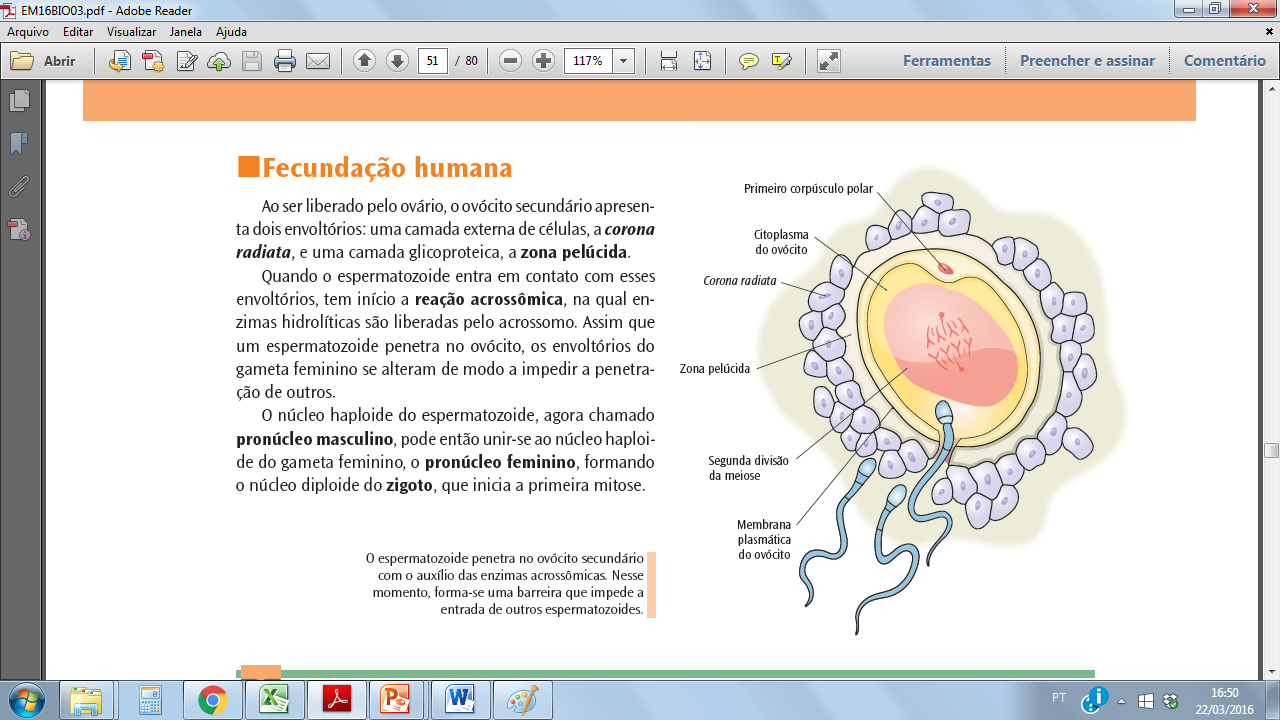 EM16BIO03.pdf - Adobe Reader
Arquivo Editar Visualizar Janela Ajuda
Abrir
51 / 80
117%
Ferramentas
Preencher e assinar
Comentário
Fecundação humana
Ao ser liberado pelo ovário, o ovócito secundário apresen-
ta dois envoltórios: uma camada externa de células, a corona
radiata, e uma camada glicoproteica, a zona pelúcida.
Quando o espermatozoide entra em contato com esses
envoltórios, tem início a reação acrossômica, na qual en-
zimas hidrolíticas são liberadas pelo acrossomo. Assim que
um espermatozoide penetra no ovócito, os envoltórios do
gameta feminino se alteram de modo a impedir a penetra-
ção de outros.
O núcleo haploide do espermatozoide, agora chamado
pronúcleo masculino, pode então unir-se ao núcleo haploi-
de do gameta feminino, o pronúcleo feminino, formando
o núcleo diploide do zigoto, que inicia a primeira mitose.
O espermatozoide penetra no ovócito secundário
com o auxílio das enzimas acrossômicas. Nesse
momento, forma-se uma barreira que impede a
entrada de outros espermatozoides.
Primeiro corpúsculo polar
Citoplasma
do ovócito
Corona radiata
Zona pelúcida
Segunda divisão
da meiose
Membrana
plasmática
do ovócito
PT
16:50
22/03/2016